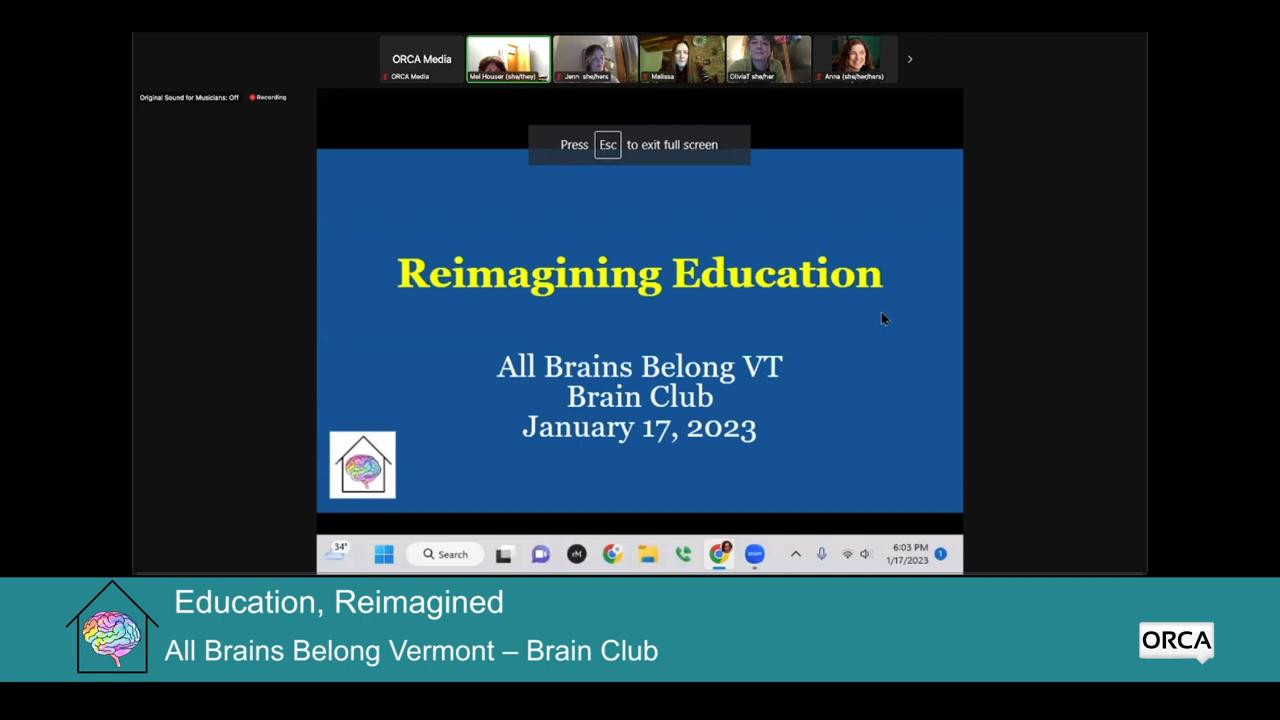 ORCA Media
ORCA Media
Mel Houser (she/they)
Jenn she/hers
Melissa
OliviaT she/her
Anna (she/her/hers)
Original Sound for Musicians: Off
Recording
Press Esc to exit full screen
Reimagining Education
All Brains Belong VT
Brain Club
January 17, 2023
34°
Search
6:03 PM
1/17/2023
1
Education, Reimagined
All Brains Belong Vermont – Brain Club
ORCA